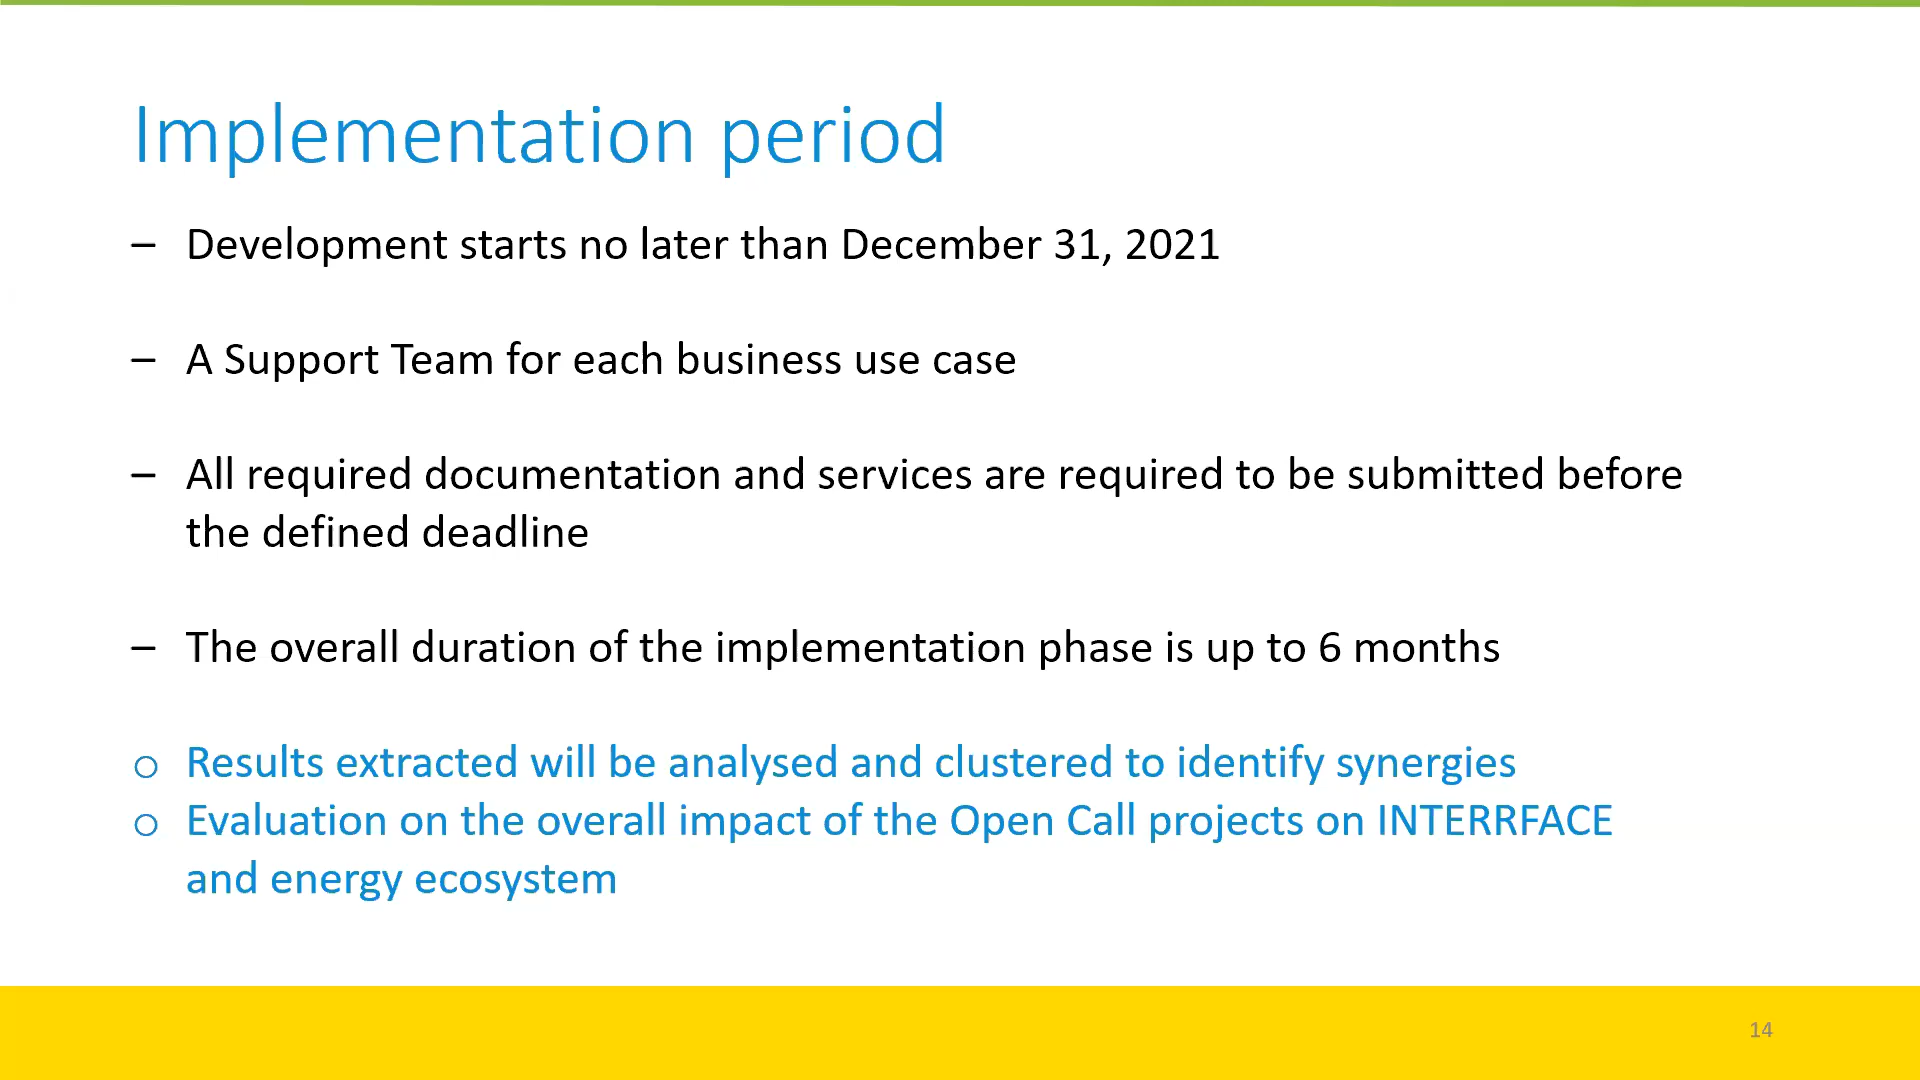 Implementation period
– Development starts no later than December 31, 2021
– A Support Team for each business use case
– All required documentation and services are required to be submitted before
the defined deadline
– The overall duration of the implementation phase is up to 6 months
o Results extracted will be analysed and clustered to identify synergies
o Evaluation on the overall impact of the Open Call projects on INTERRFACE
and energy ecosystem
14